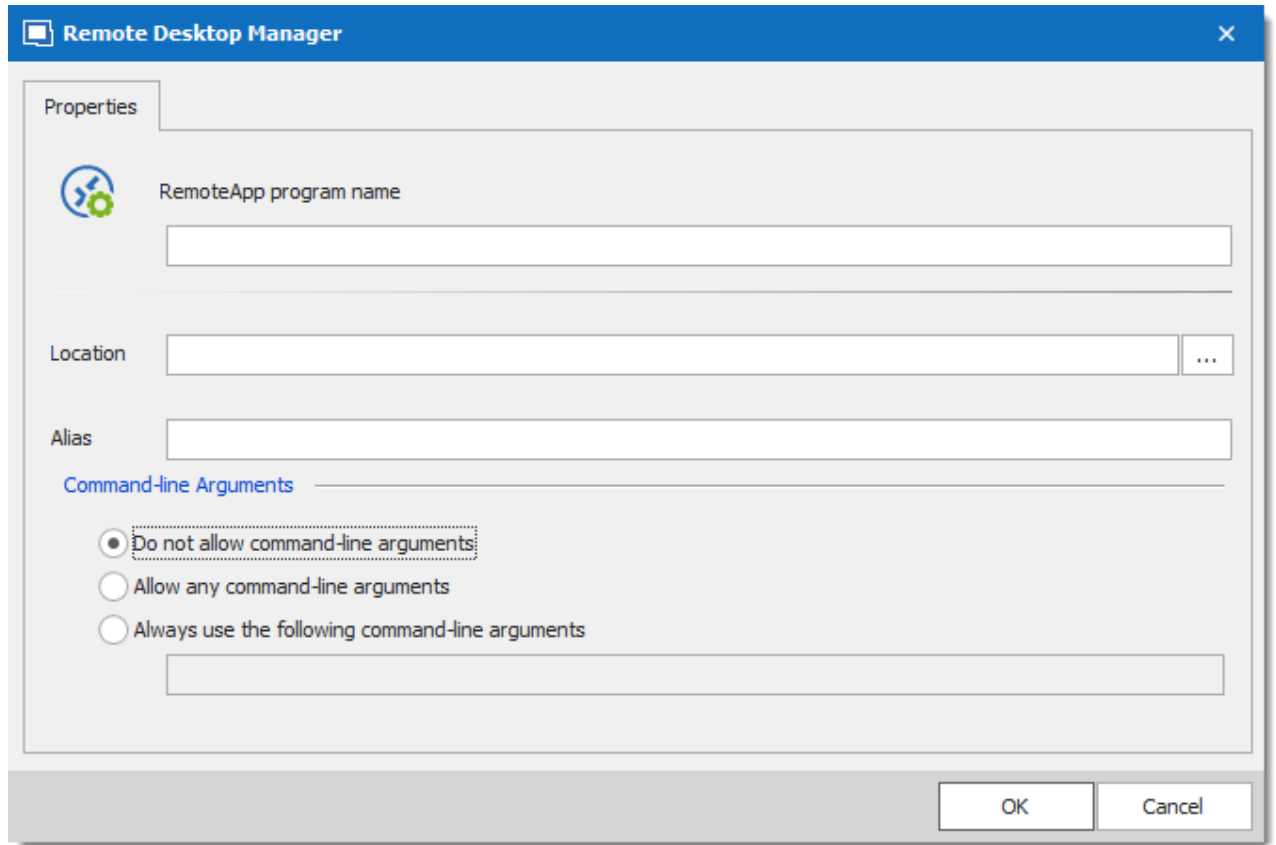 Remote Desktop Manager
Properties
RemoteApp program name
Location
...
Alias
Command-line Arguments
Do not allow command-line arguments
Allow any command-line arguments
Always use the following command-line arguments
OK Cancel